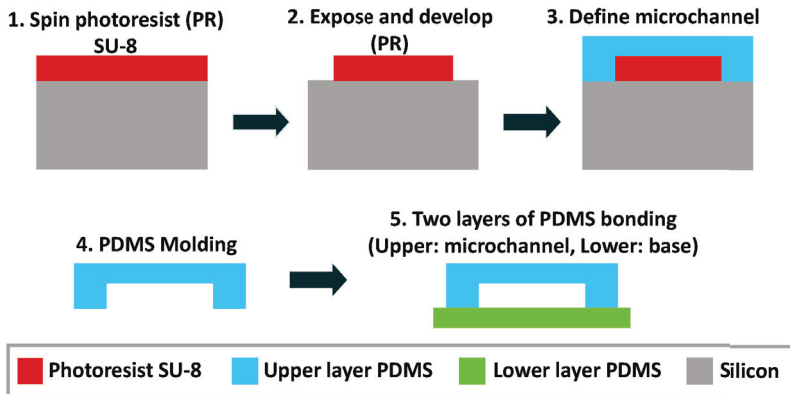 1. Spin photoresist (PR)
SU-8
2. Expose and develop
(PR)
3. Define microchannel
4. PDMS Molding
5. Two layers of PDMS bonding
(Upper: microchannel, Lower: base)
Photoresist SU-8
Upper layer PDMS
Lower layer PDMS
Silicon